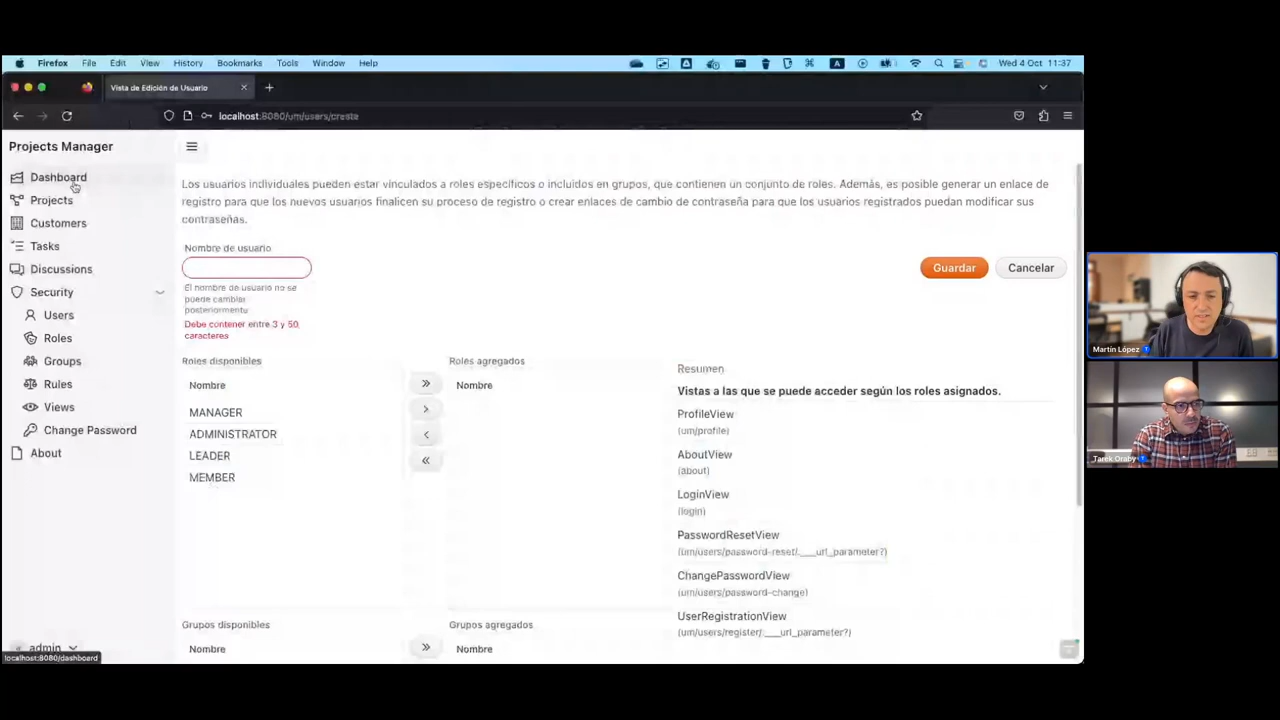 Firefox File Edit View History Bookmarks Tools Window Help
A
Wed 4 Oct 11:37
Vista de Edición de Usuario
localhost:8080/um/users/create
Projects Manager
Dashboard
Projects
Customers
Tasks
Discussions
Security
Users
Roles
Groups
Rules
Views
Change Password
About
admin
localhost:8080/dashboard
Los usuarios individuales pueden estar vinculados a roles específicos o incluidos en grupos, que contienen un conjunto de roles. Además, es posible generar un enlace de
registro para que los nuevos usuarios finalicen su proceso de registro o crear enlaces de cambio de contraseña para que los usuarios registrados puedan modificar sus
contraseñas.
Nombre de usuario
Guardar
Cancelar
El nombre de usuario no se
puede cambiar
posteriormente
Debe contener entre 3 y 50
caracteres
Roles disponibles
Nombre
MANAGER
ADMINISTRATOR
LEADER
MEMBER
Roles agregados
Nombre
Resumen
Vistas a las que se puede acceder según los roles asignados.
ProfileView
(um/profile)
AboutView
(about)
LoginView
(login)
PasswordResetView
(um/users/password-reset/:___url_parameter?)
ChangePasswordView
(um/users/password-change)
UserRegistrationView
(um/users/register/:___url_parameter?)
Grupos disponibles
Nombre
Grupos agregados
Nombre
Martín López
Tarek Oraby